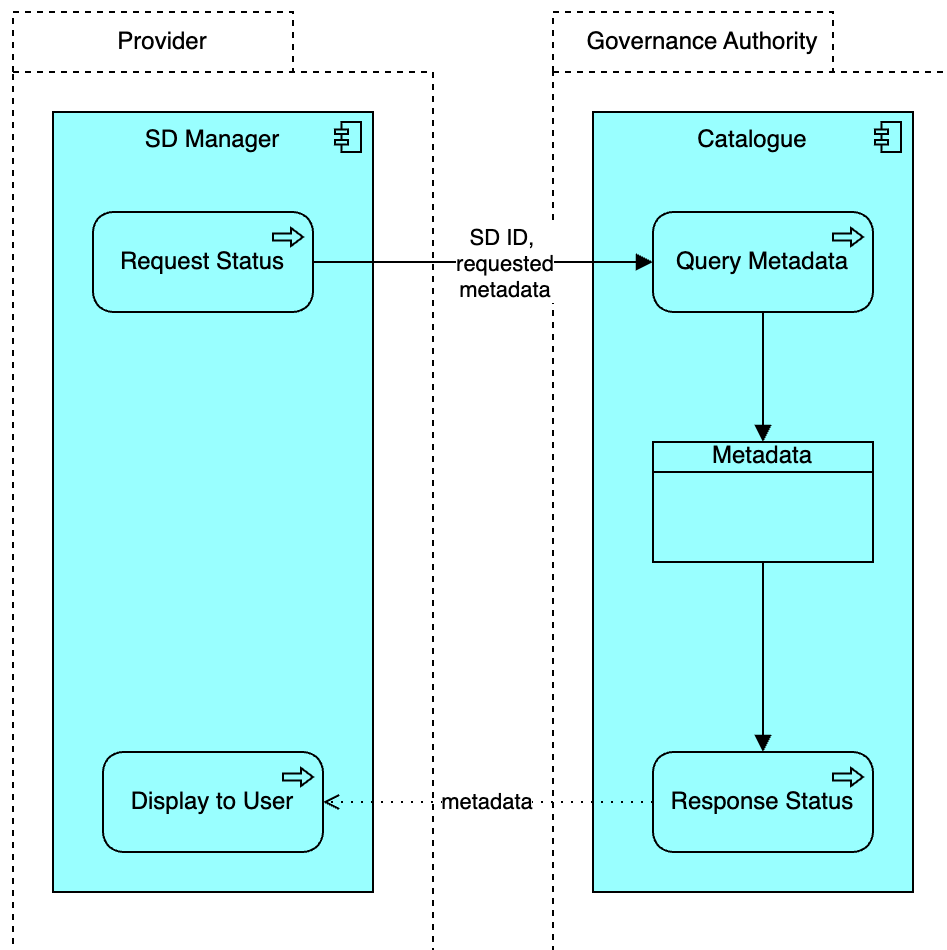 Provider
Governance Authority
SD Manager
Catalogue
Request Status
SD ID,
requested
metadata
Query Metadata
Metadata
Display to User
metadata
Response Status